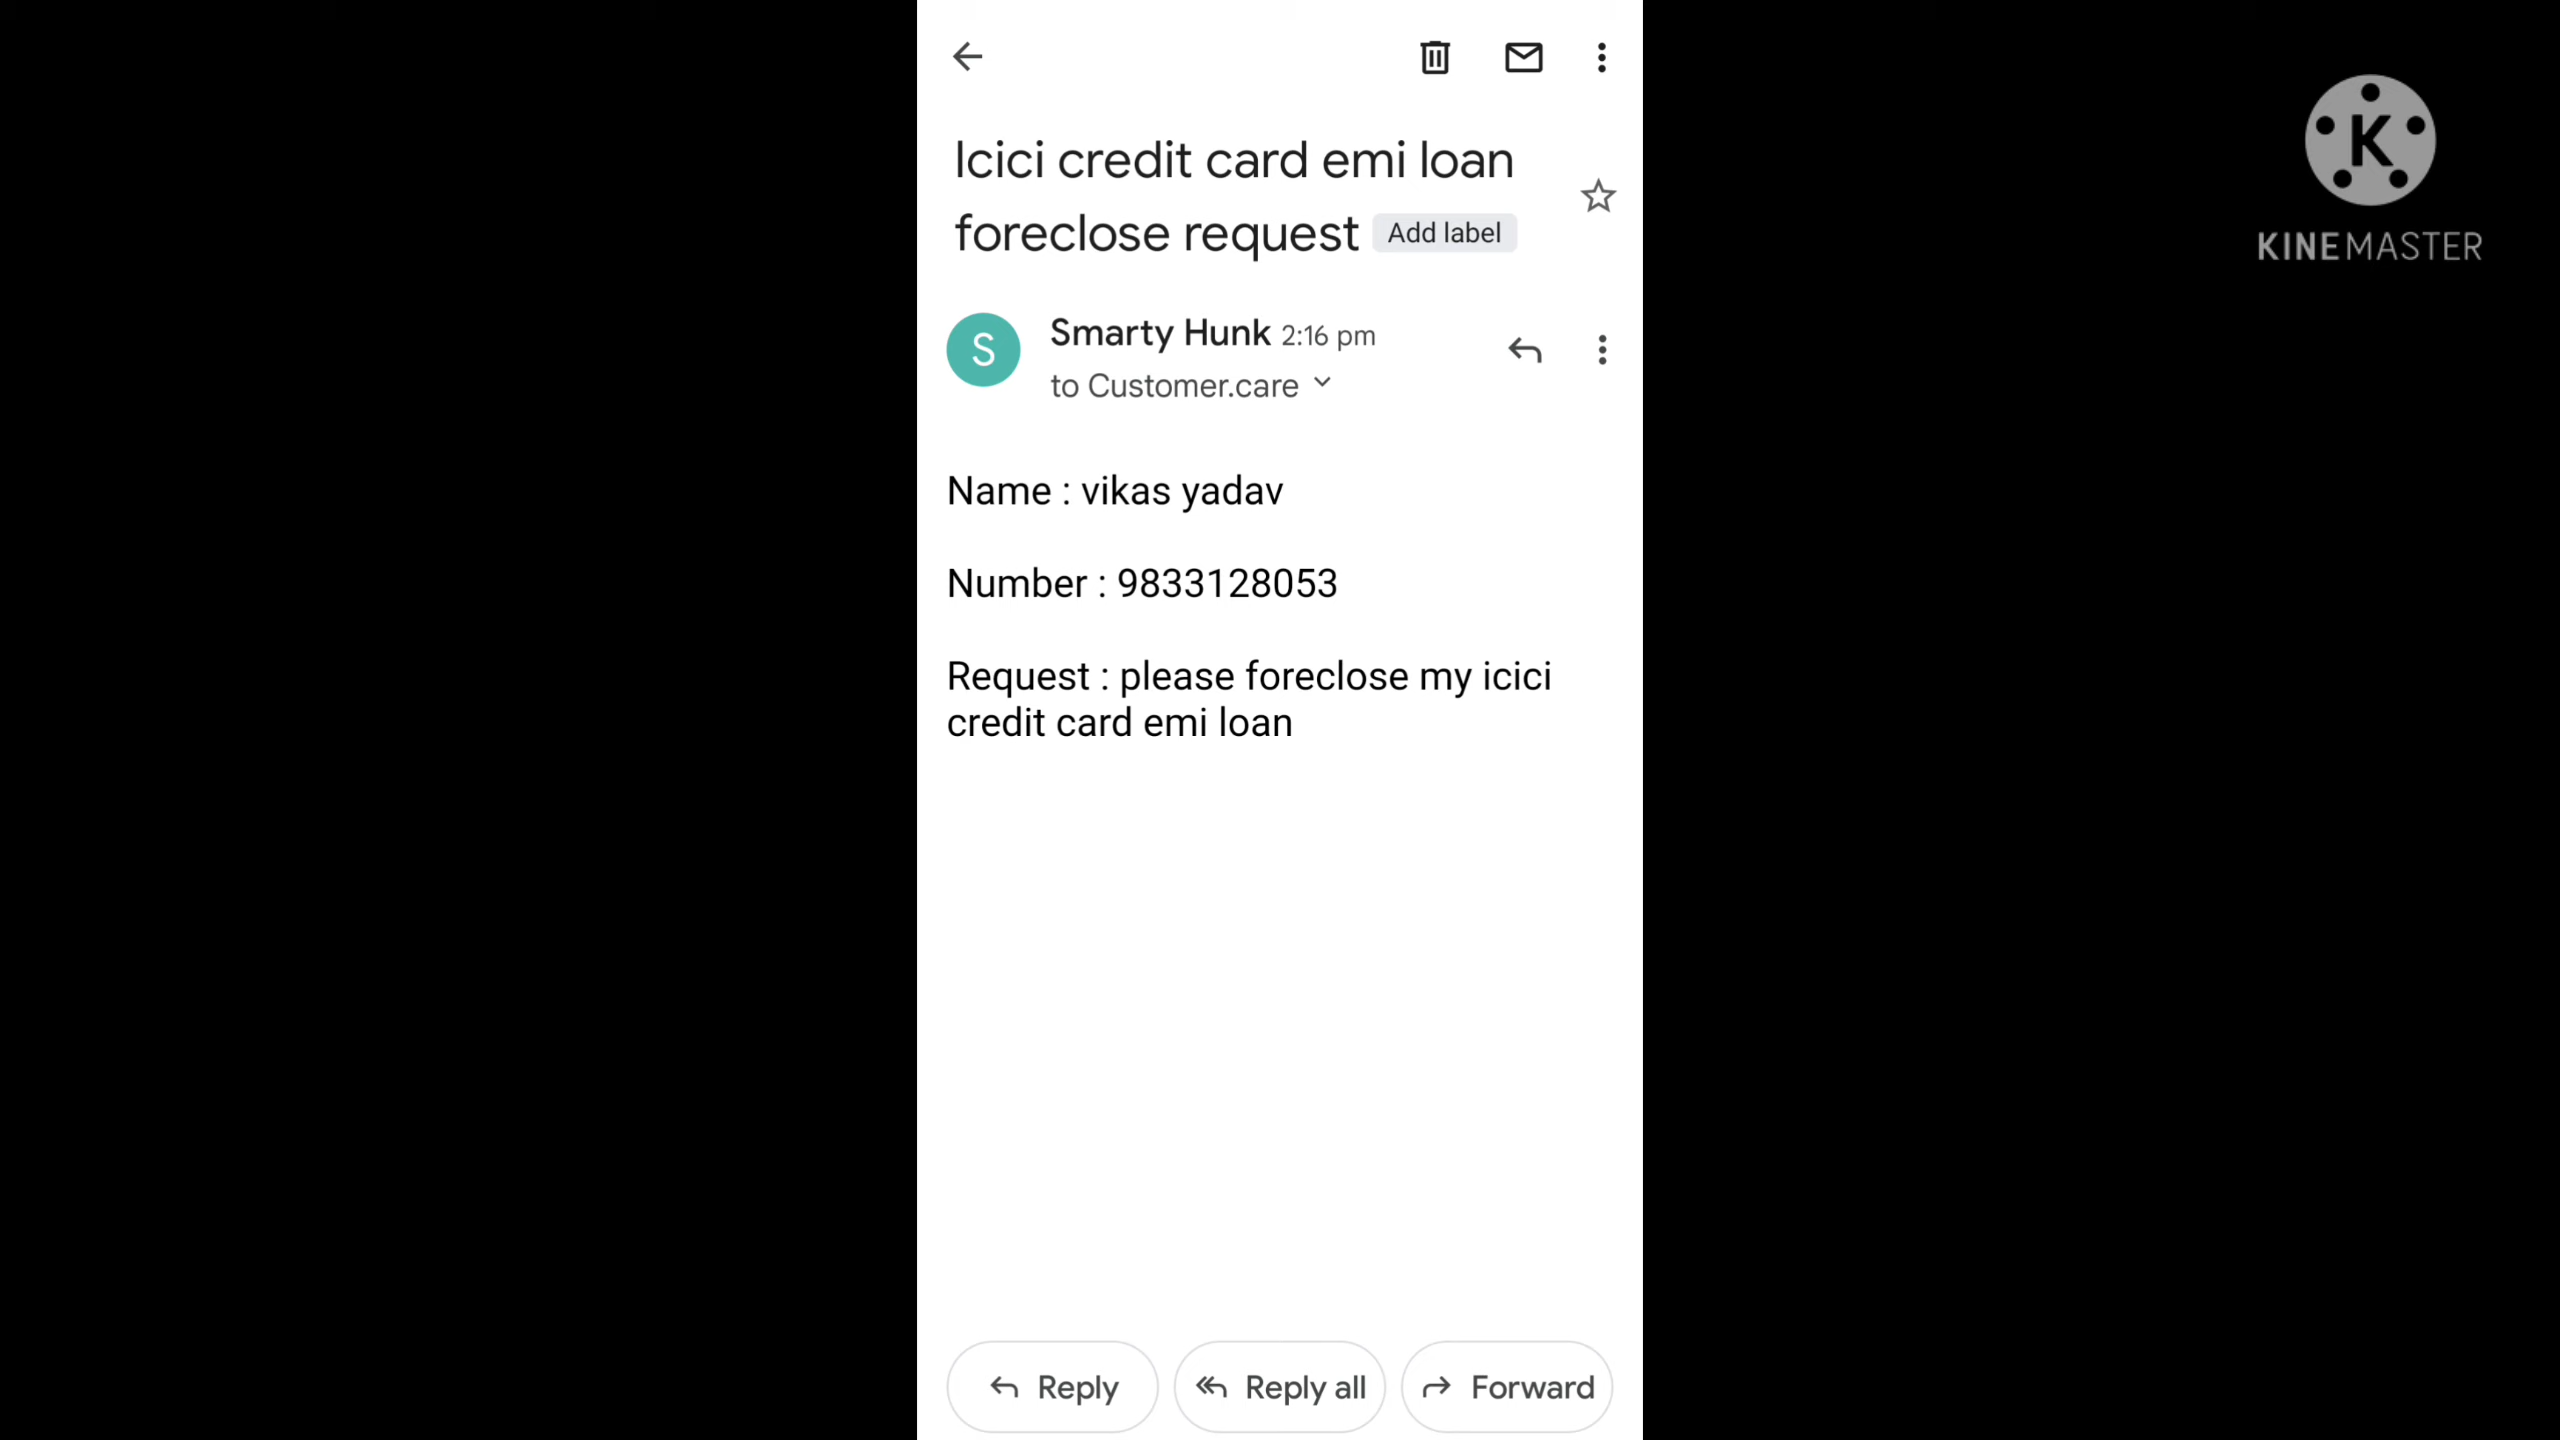 Icici credit card emi loan
foreclose request Add label
Smarty Hunk 2:16 pm
S
to Customer.care
Name : vikas yadav
Number : 9833128053
Request : please foreclose my icici
credit card emi loan
Reply Reply all Forward
K
KINEMASTER